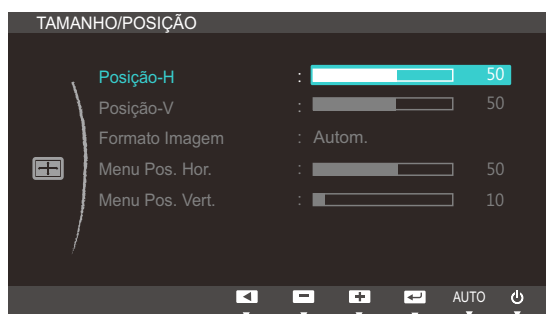 TAMANHO/POSIÇÃO
Posição-H : 50
Posição-V : 50
Formato Imagem : Autom.
Menu Pos. Hor. : 50
Menu Pos. Vert. : 10
AUTO